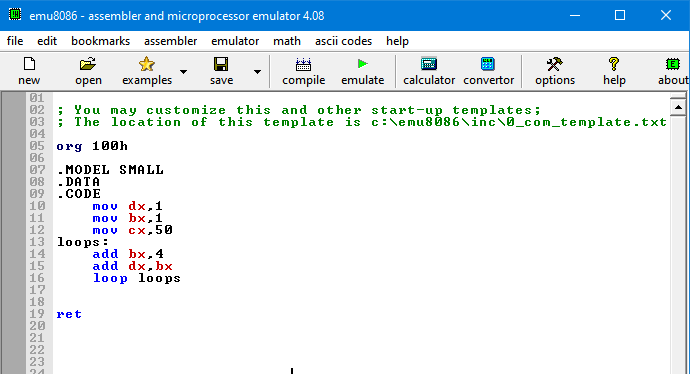 emu8086 - assembler and microprocessor emulator 4.08
file edit bookmarks assembler emulator math ascii codes help
new open examples save compile emulate calculator convertor options help about
01
02 ; You may customize this and other start-up templates;
03 ; The location of this template is c:\emu8086\inc\0_com_template.txt
04
05 org 100h
06
07 .MODEL SMALL
08 .DATA
09 .CODE
10 mov dx,1
11 mov bx,1
12 mov cx,50
13 loops:
14 add bx,4
15 add dx,bx
16 loop loops
17
18
19 ret
20
21
22
23
24